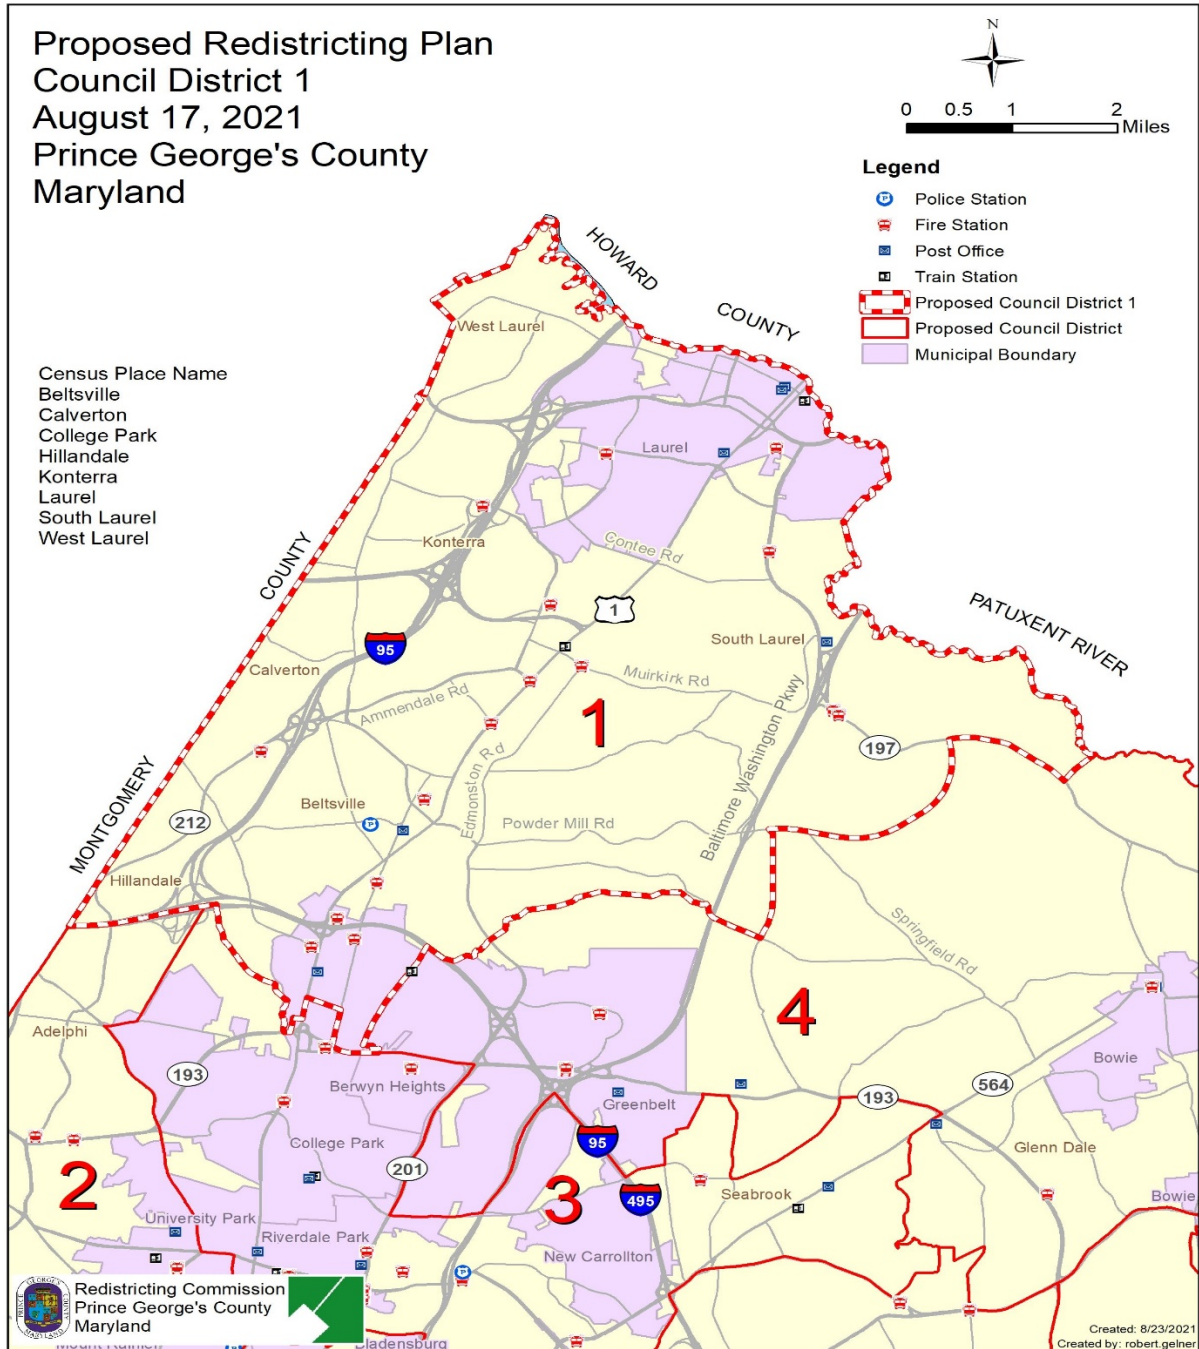 Proposed Redistricting Plan
Council District 1
August 17, 2021
Prince George's County
Maryland
N
0 0.5 1 2
Miles
Legend
Police Station
Fire Station
Post Office
Train Station
Proposed Council District 1
Proposed Council District
Municipal Boundary
HOWARD
COUNTY
West Laurel
Census Place Name
Beltsville
Calverton
College Park
Hillandale
Konterra
Laurel
South Laurel
West Laurel
Laurel
Konterra
Contee Rd
COUNTY
1
PATUXENT RIVER
South Laurel
95
Calverton
Muirkirk Rd
Ammendale Rd
1
197
Baltimore Washington Pkwy
MONTGOMERY
Beltsville
Edmonston Rd
212
Powder Mill Rd
Hillandale
Springfield Rd
4
Adelphi
Bowie
193
Berwyn Heights
564
193
Greenbelt
College Park
95
Glenn Dale
201
2
3
495
Seabrook
Bowie
University Park
Riverdale Park
New Carrollton
PRINCE GEORGE'S COUNTY MARYLAND
Redistricting Commission
Prince George's County
Maryland
Mount Rainier
Bladensburg
Created: 8/23/2021
Created by: robert.gelner